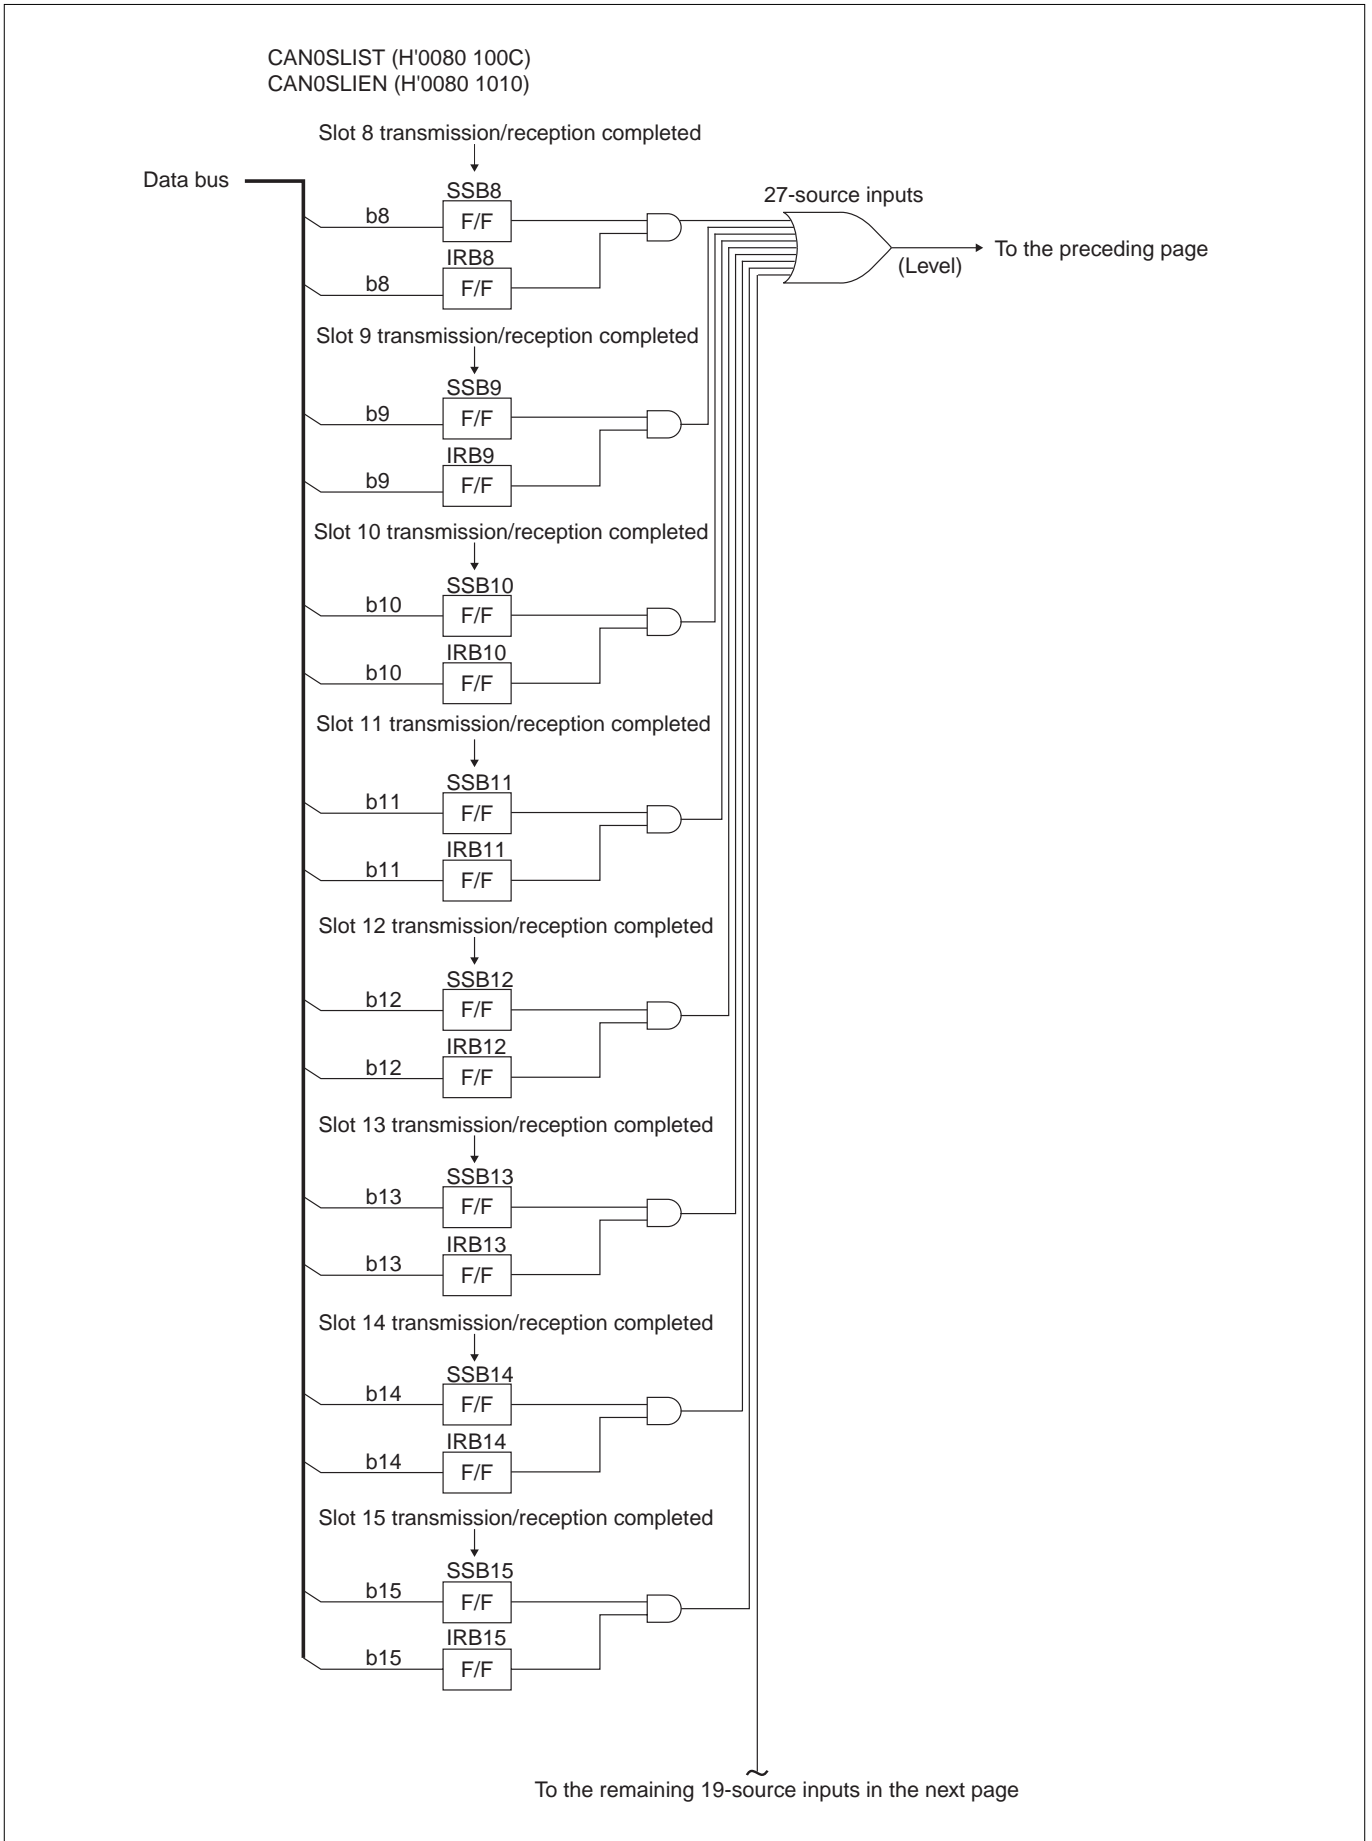 CAN0SLIST (H'0080 100C)
CAN0SLIEN (H'0080 1010)
Slot 8 transmission/reception completed
Data bus
SSB8
27-source inputs
b8
F/F
To the preceding page
(Level)
IRB8
b8
F/F
Slot 9 transmission/reception completed
SSB9
b9
F/F
IRB9
b9
F/F
Slot 10 transmission/reception completed
SSB10
b10
F/F
IRB10
b10
F/F
Slot 11 transmission/reception completed
SSB11
b11
F/F
IRB11
b11
F/F
Slot 12 transmission/reception completed
SSB12
b12
F/F
IRB12
b12
F/F
Slot 13 transmission/reception completed
SSB13
b13
F/F
IRB13
b13
F/F
Slot 14 transmission/reception completed
SSB14
b14
F/F
IRB14
b14
F/F
Slot 15 transmission/reception completed
SSB15
b15
F/F
IRB15
b15
F/F
To the remaining 19-source inputs in the next page